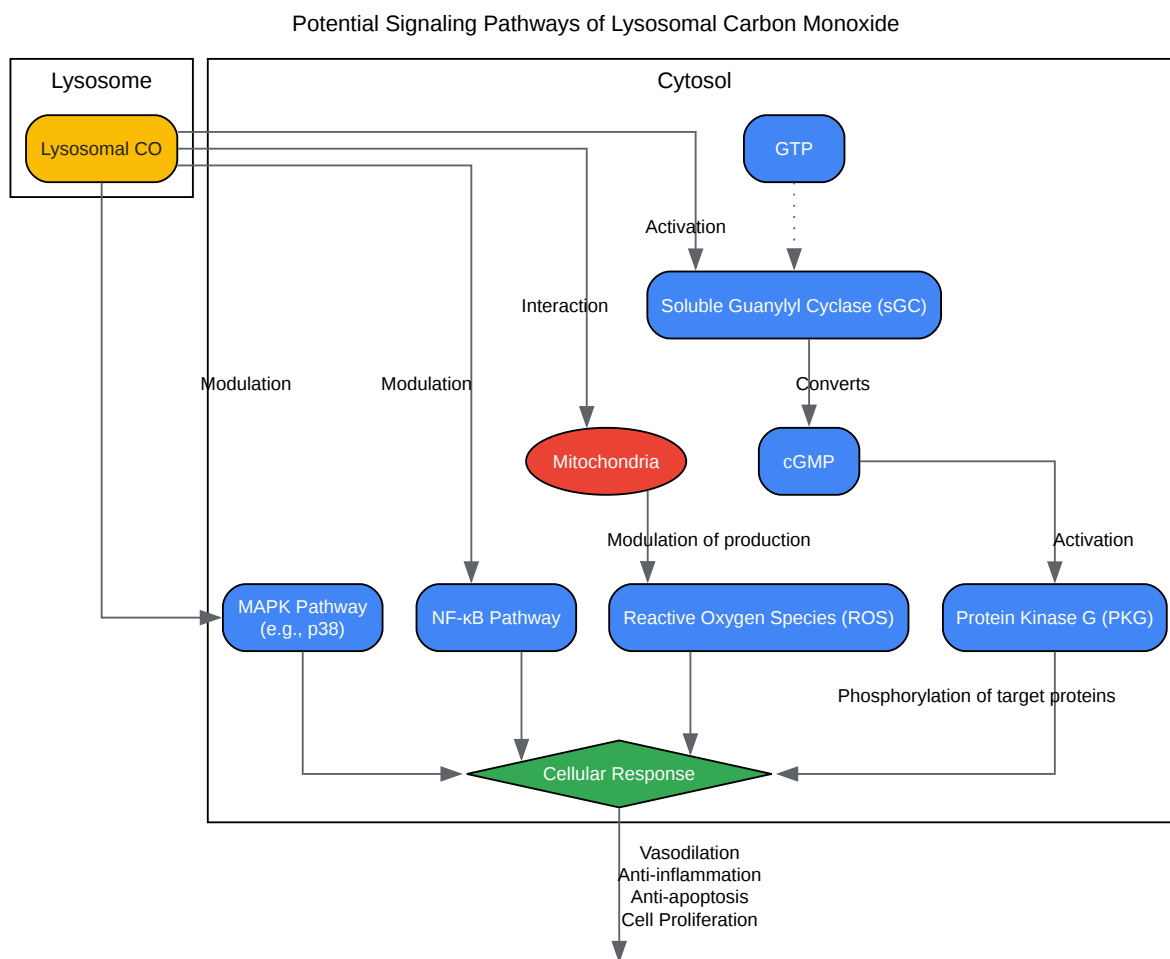 Potential Signaling Pathways of Lysosomal Carbon Monoxide
Lysosome
Cytosol
Lysosomal CO
GTP
Activation
Soluble Guanylyl Cyclase (sGC)
Interaction
Modulation
Modulation
Converts
Mitochondria
cGMP
Modulation of production
Activation
MAPK Pathway
(e.g., p38)
NF-κB Pathway
Reactive Oxygen Species (ROS)
Protein Kinase G (PKG)
Phosphorylation of target proteins
Cellular Response
Vasodilation
Anti-inflammation
Anti-apoptosis
Cell Proliferation